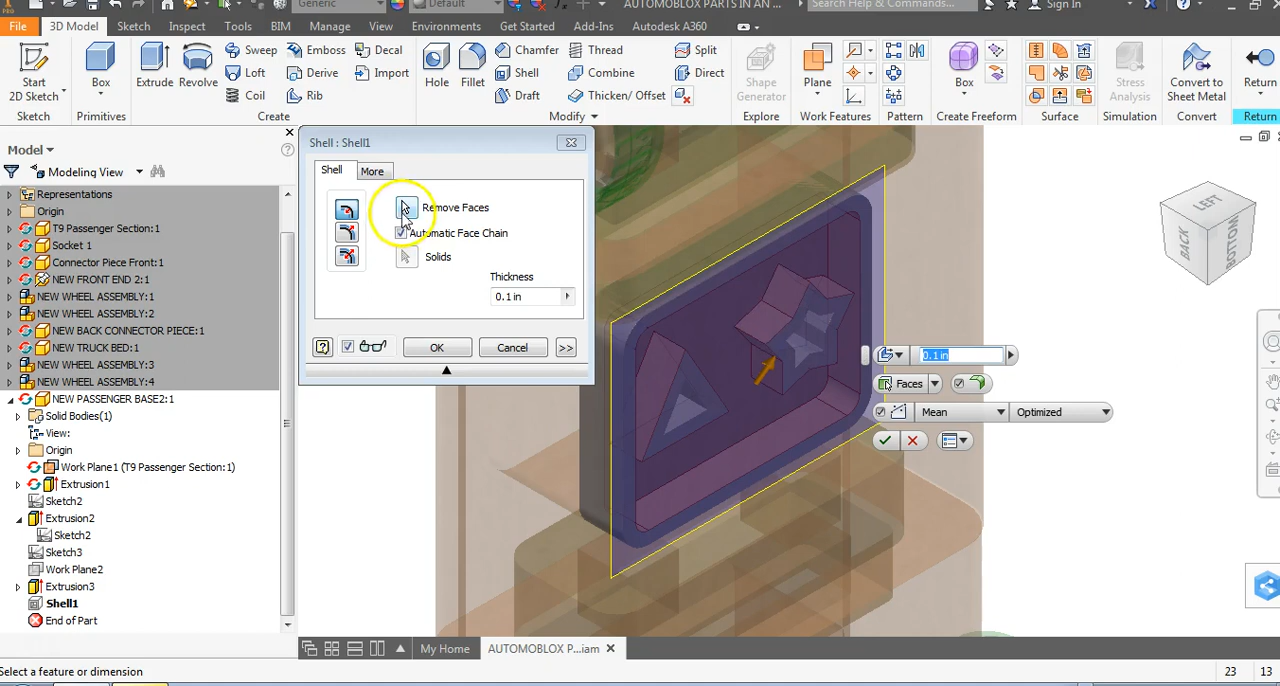 Generic
Default
AUTOMOBLOX PARTS IN AN ...
Search Help & Commands...
Sign In
PRO
File
3D Model
Sketch
Inspect
Tools
BIM
Manage
View
Environments
Get Started
Add-Ins
Autodesk A360
Start
2D Sketch
Box
Extrude
Revolve
Sweep
Loft
Coil
Emboss
Derive
Rib
Decal
Import
Hole
Fillet
Chamfer
Shell
Draft
Thread
Combine
Thicken/ Offset
Split
Direct
Shape
Generator
Plane
Box
Stress
Analysis
Convert to
Sheet Metal
Return
Sketch
Primitives
Create
Modify
Explore
Work Features
Pattern
Create Freeform
Surface
Simulation
Convert
Return
Model
Modeling View
Representations
Origin
T9 Passenger Section:1
Socket 1
Connector Piece Front:1
NEW FRONT END 2:1
NEW WHEEL ASSEMBLY:1
NEW WHEEL ASSEMBLY:2
NEW BACK CONNECTOR PIECE:1
NEW TRUCK BED:1
NEW WHEEL ASSEMBLY:3
NEW WHEEL ASSEMBLY:4
NEW PASSENGER BASE2:1
Solid Bodies(1)
View:
Origin
Work Plane1 (T9 Passenger Section:1)
Extrusion1
Sketch2
Extrusion2
Sketch2
Sketch3
Work Plane2
Extrusion3
Shell1
End of Part
Shell : Shell1
Shell
More
Remove Faces
Automatic Face Chain
Solids
Thickness
0.1 in
OK
Cancel
>>
LEFT
BACK
BOTTOM
0.1 in
Faces
Mean
Optimized
My Home
AUTOMOBLOX P...iam
Select a feature or dimension
23
13